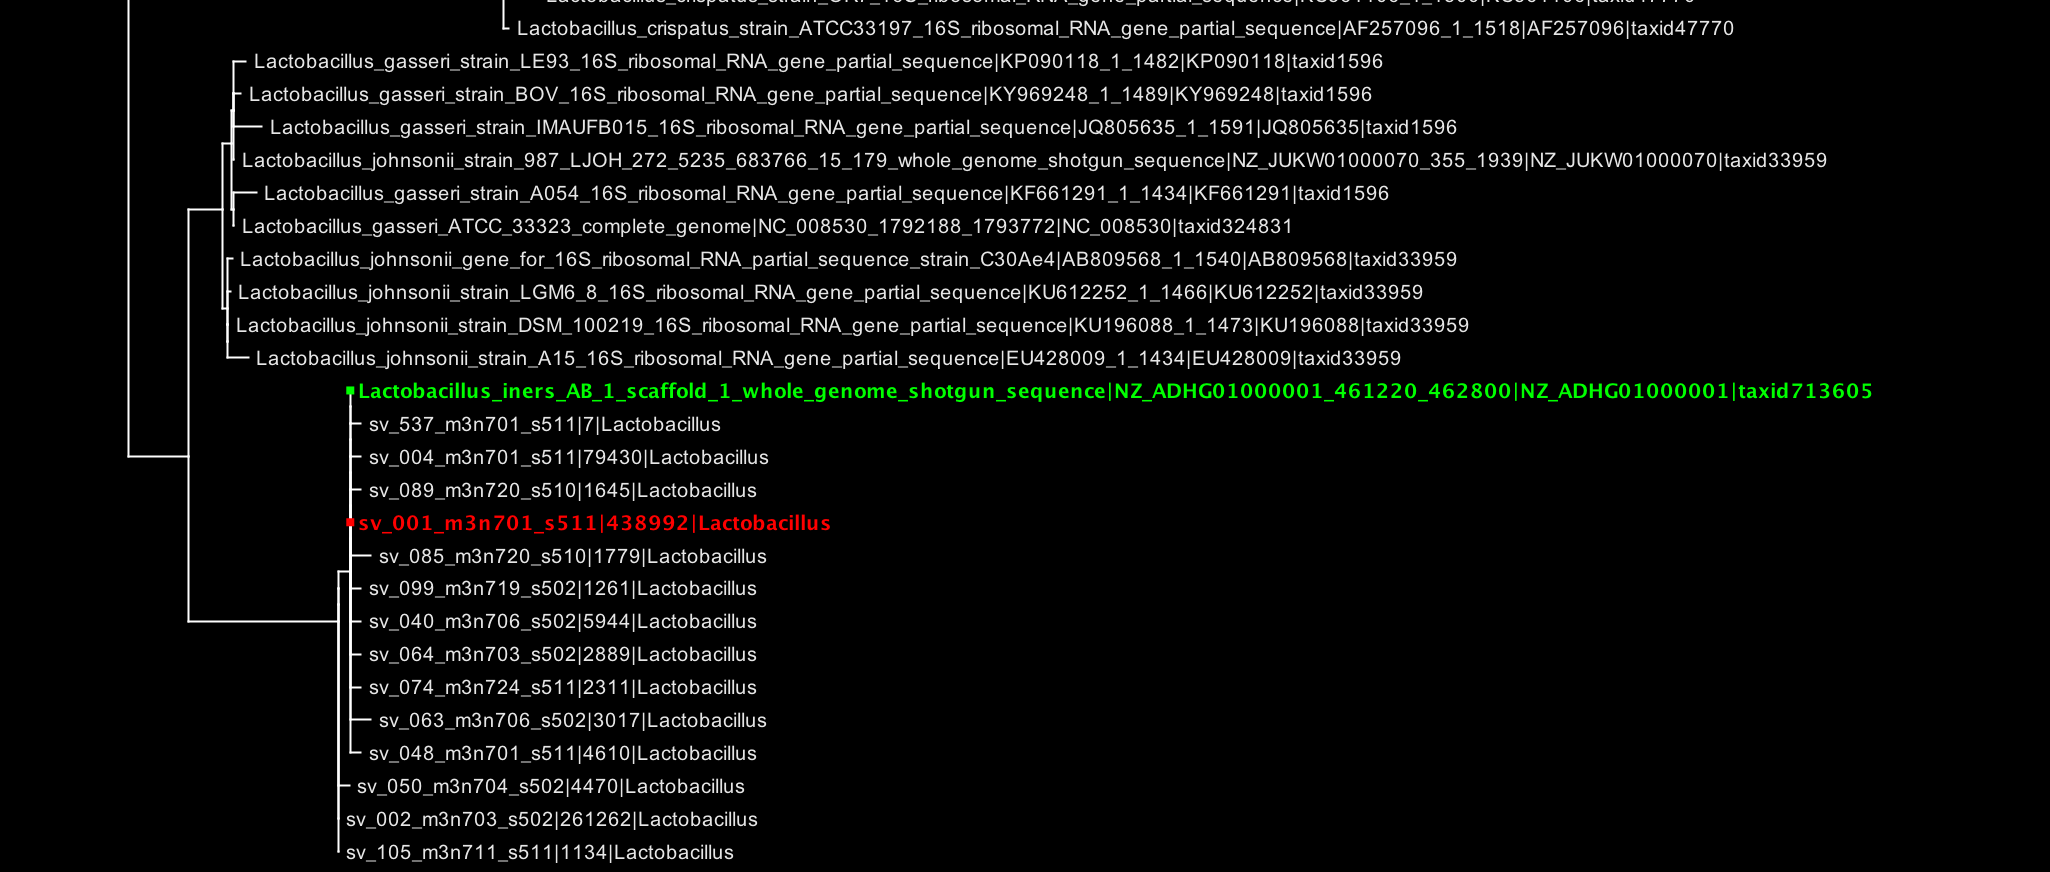 Lactobacillus_crispatus_strain_ATCC33197_16S_ribosomal_RNA_gene_partial_sequence|AF257096_1_1518|AF257096|taxid47770
Lactobacillus_gasseri_strain_LE93_16S_ribosomal_RNA_gene_partial_sequence|KP090118_1_1482|KP090118|taxid1596
Lactobacillus_gasseri_strain_BOV_16S_ribosomal_RNA_gene_partial_sequence|KY969248_1_1489|KY969248|taxid1596
Lactobacillus_gasseri_strain_IMAUFB015_16S_ribosomal_RNA_gene_partial_sequence|JQ805635_1_1591|JQ805635|taxid1596
Lactobacillus_johnsonii_strain_987_LJOH_272_5235_683766_15_179_whole_genome_shotgun_sequence|NZ_JUKW01000070_355_1939|NZ_JUKW01000070|taxid33959
Lactobacillus_gasseri_strain_A054_16S_ribosomal_RNA_gene_partial_sequence|KF661291_1_1434|KF661291|taxid1596
Lactobacillus_gasseri_ATCC_33323_complete_genome|NC_008530_1792188_1793772|NC_008530|taxid324831
Lactobacillus_johnsonii_gene_for_16S_ribosomal_RNA_partial_sequence_strain_C30Ae4|AB809568_1_1540|AB809568|taxid33959
Lactobacillus_johnsonii_strain_LGM6_8_16S_ribosomal_RNA_gene_partial_sequence|KU612252_1_1466|KU612252|taxid33959
Lactobacillus_johnsonii_strain_DSM_100219_16S_ribosomal_RNA_gene_partial_sequence|KU196088_1_1473|KU196088|taxid33959
Lactobacillus_johnsonii_strain_A15_16S_ribosomal_RNA_gene_partial_sequence|EU428009_1_1434|EU428009|taxid33959
Lactobacillus_iners_AB_1_scaffold_1_whole_genome_shotgun_sequence|NZ_ADHG01000001_461220_462800|NZ_ADHG01000001|taxid713605
sv_537_m3n701_s511|7|Lactobacillus
sv_004_m3n701_s511|79430|Lactobacillus
sv_089_m3n720_s510|1645|Lactobacillus
sv_001_m3n701_s511|438992|Lactobacillus
sv_085_m3n720_s510|1779|Lactobacillus
sv_099_m3n719_s502|1261|Lactobacillus
sv_040_m3n706_s502|5944|Lactobacillus
sv_064_m3n703_s502|2889|Lactobacillus
sv_074_m3n724_s511|2311|Lactobacillus
sv_063_m3n706_s502|3017|Lactobacillus
sv_048_m3n701_s511|4610|Lactobacillus
sv_050_m3n704_s502|4470|Lactobacillus
sv_002_m3n703_s502|261262|Lactobacillus
sv_105_m3n711_s511|1134|Lactobacillus